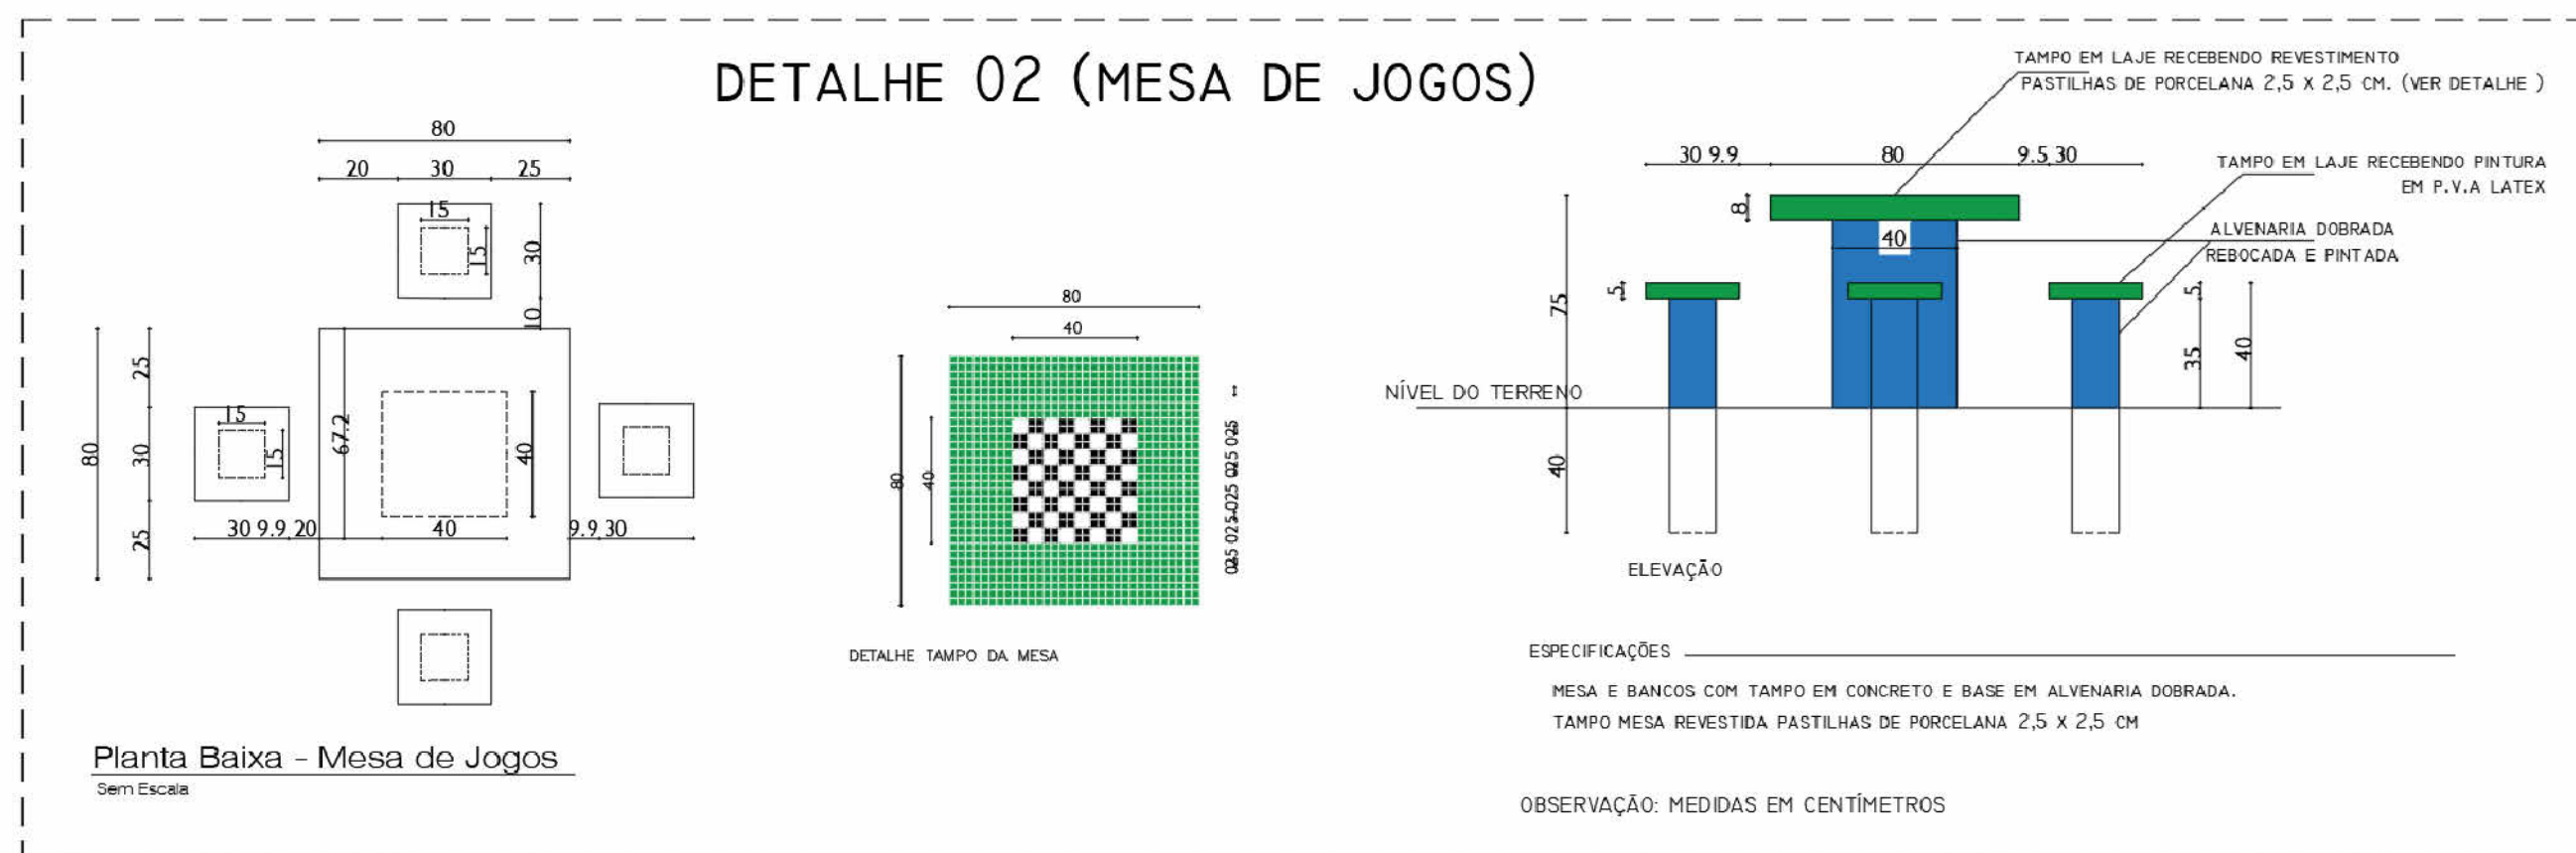 DETALHE 02 (MESA DE JOGOS)
80
20 30 25
15
15
30
10
25
30
25
80
15
15
67.2
40
30 9.9 20 40 9.9 30
Planta Baixa - Mesa de Jogos
Sem Escala
80
40
80
40
025 025 025 025 025 025
DETALHE TAMPO DA MESA
TAMPO EM LAJE RECEBENDO REVESTIMENTO
PASTILHAS DE PORCELANA 2,5 X 2,5 CM. (VER DETALHE )
30 9.9 80 9.5 30
TAMPO EM LAJE RECEBENDO PINTURA
EM P.V.A LATEX
8
40
ALVENARIA DOBRADA
REBOCADA E PINTADA
5
75
5
35
40
NÍVEL DO TERRENO
40
ELEVAÇÃO
ESPECIFICAÇÕES
MESA E BANCOS COM TAMPO EM CONCRETO E BASE EM ALVENARIA DOBRADA.
TAMPO MESA REVESTIDA PASTILHAS DE PORCELANA 2,5 X 2,5 CM
OBSERVAÇÃO: MEDIDAS EM CENTÍMETROS